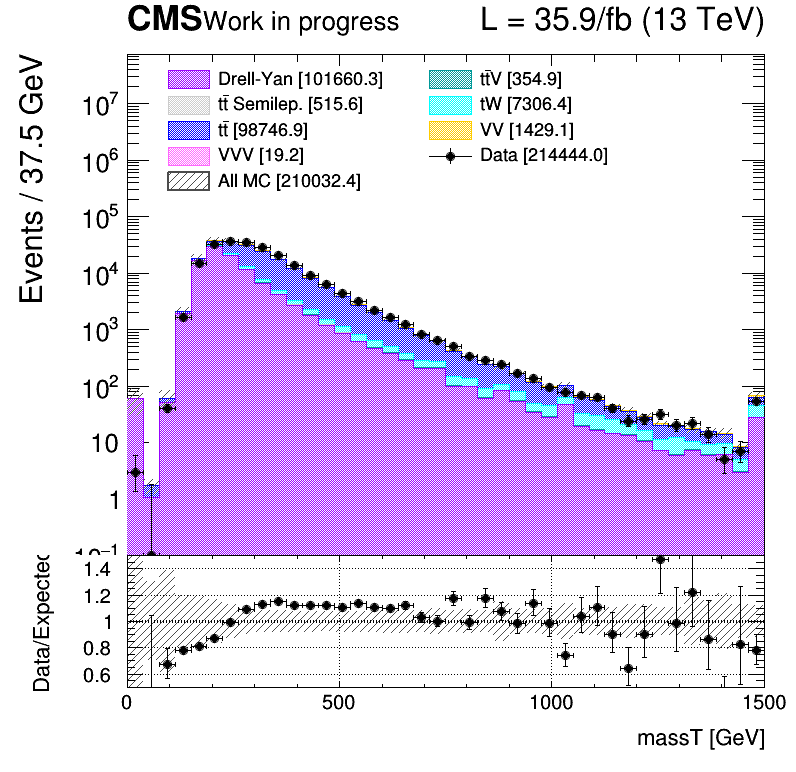 CMS Work in progress L = 35.9/fb (13 TeV)
Events / 37.5 GeV
Drell-Yan [101660.3]
tt̄V [354.9]
tt̄ Semilep. [515.6]
tW [7306.4]
tt̄ [98746.9]
VV [1429.1]
VVV [19.2]
Data [214444.0]
All MC [210032.4]
10⁷
10⁶
10⁵
10⁴
10³
10²
10
1
10⁻¹
Data/Expected
1.4
1.2
1
0.8
0.6
0 500 1000 1500
massT [GeV]